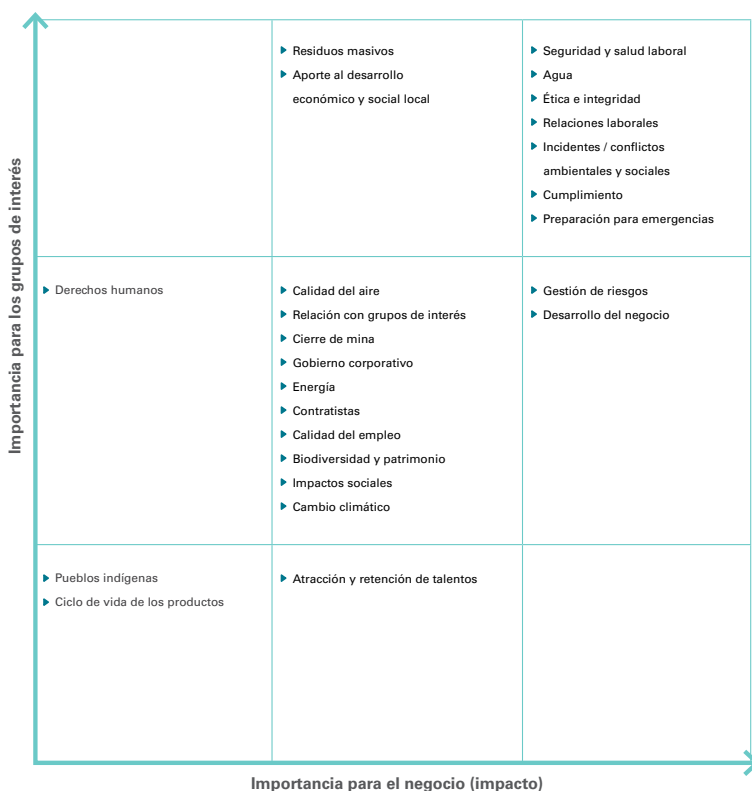 Importancia para los grupos de interés
Residuos masivos
Aporte al desarrollo
económico y social local
Seguridad y salud laboral
Agua
Ética e integridad
Relaciones laborales
Incidentes / conflictos
ambientales y sociales
Cumplimiento
Preparación para emergencias
Derechos humanos
Calidad del aire
Relación con grupos de interés
Cierre de mina
Gobierno corporativo
Energía
Contratistas
Calidad del empleo
Biodiversidad y patrimonio
Impactos sociales
Cambio climático
Gestión de riesgos
Desarrollo del negocio
Pueblos indígenas
Ciclo de vida de los productos
Atracción y retención de talentos
Importancia para el negocio (impacto)